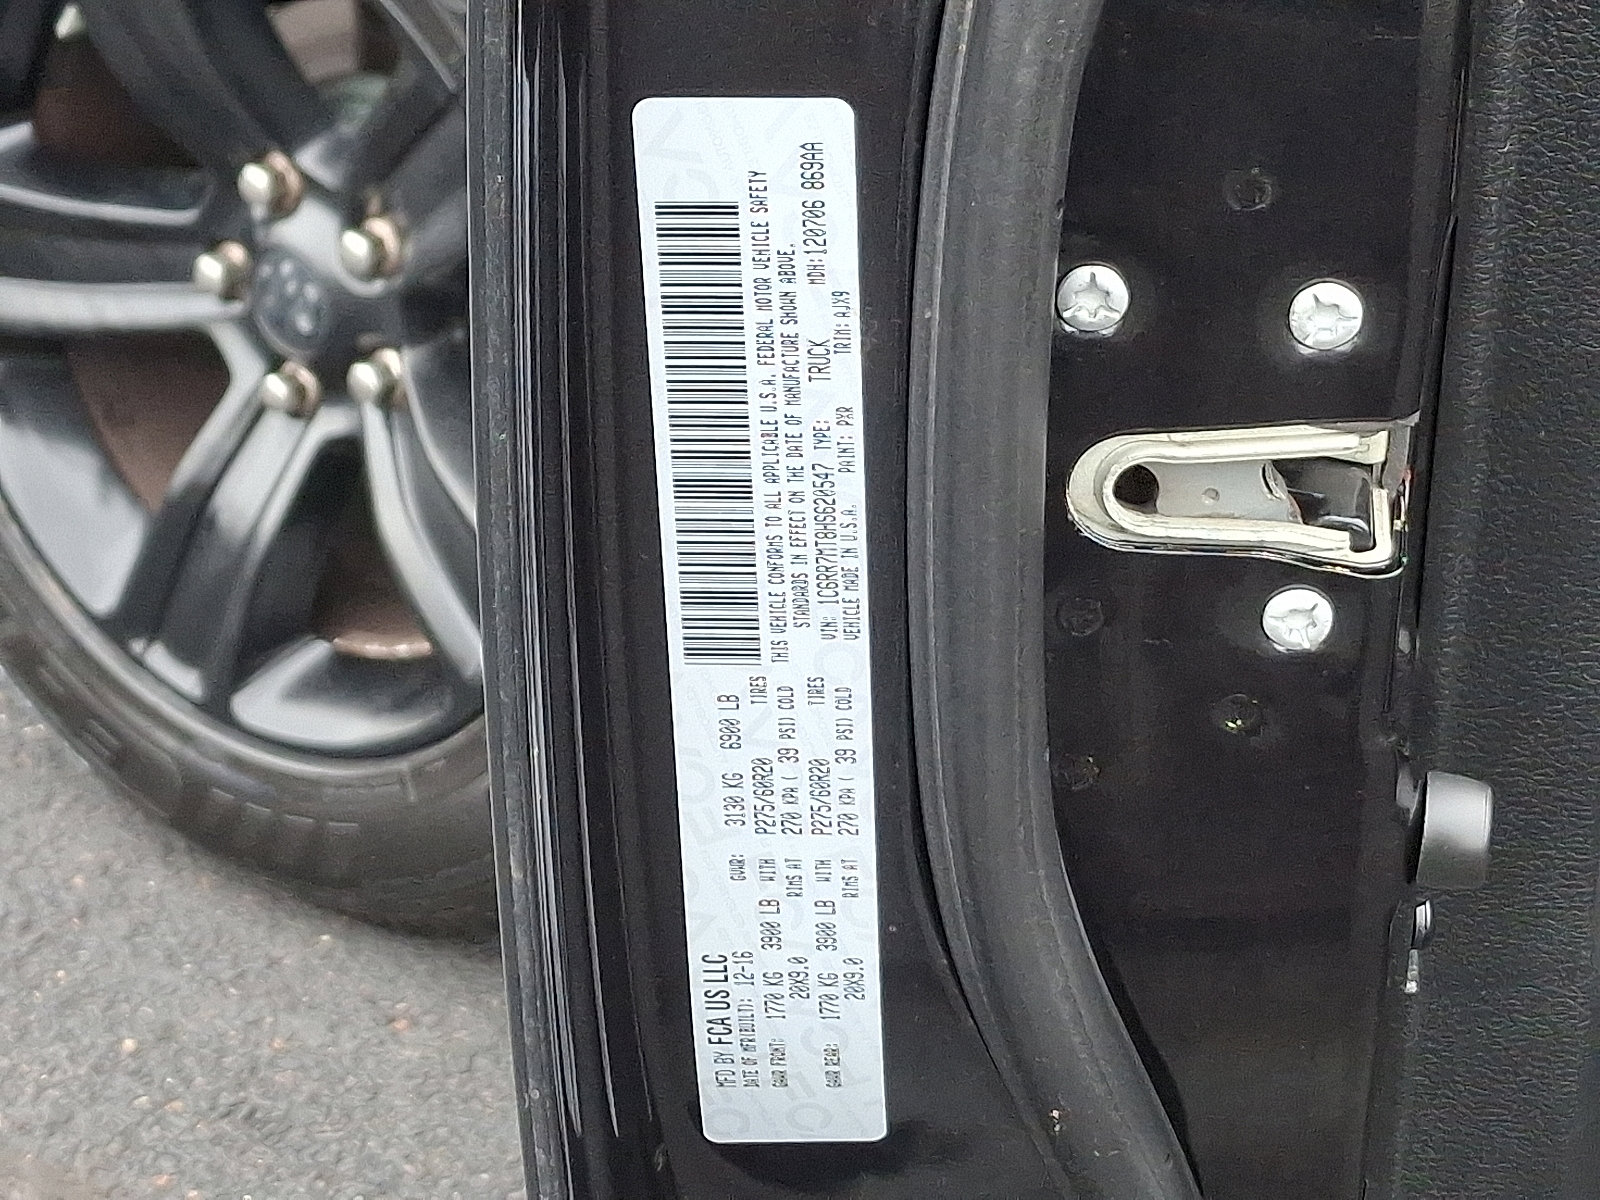 MFD BY FCA US LLC
DATE OF MFR(BUILT): 12-16 GVWR: 3130 KG 6900 LB
GAWR FRONT: 1770 KG 3900 LB WITH P275/60R20 TIRES
20X9.0 RIMS AT 270 KPA ( 39 PSI) COLD
GAWR REAR: 1770 KG 3900 LB WITH P275/60R20 TIRES
20X9.0 RIMS AT 270 KPA ( 39 PSI) COLD
THIS VEHICLE CONFORMS TO ALL APPLICABLE U.S.A. FEDERAL MOTOR VEHICLE SAFETY
STANDARDS IN EFFECT ON THE DATE OF MANUFACTURE SHOWN ABOVE.
VIN: 1C6RR7MT8HS620547 TYPE: TRUCK MDH:120706 869AA
VEHICLE MADE IN U.S.A. PAINT: PXR TRIM: AJX9